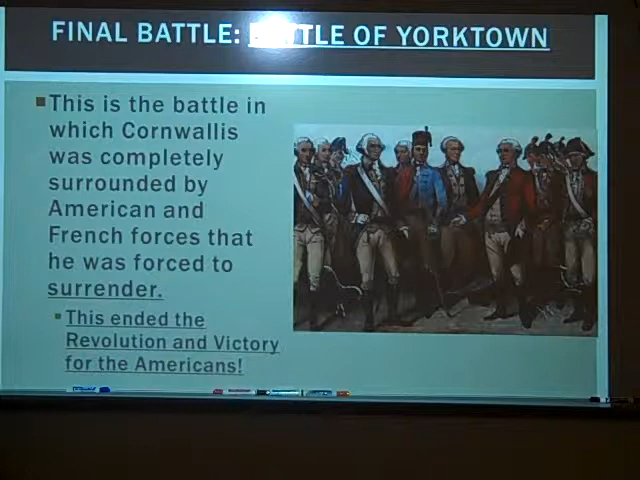 FINAL BATTLE: BATTLE OF YORKTOWN
▪This is the battle in
which Cornwallis
was completely
surrounded by
American and
French forces that
he was forced to
surrender.
▪ This ended the
Revolution and Victory
for the Americans!